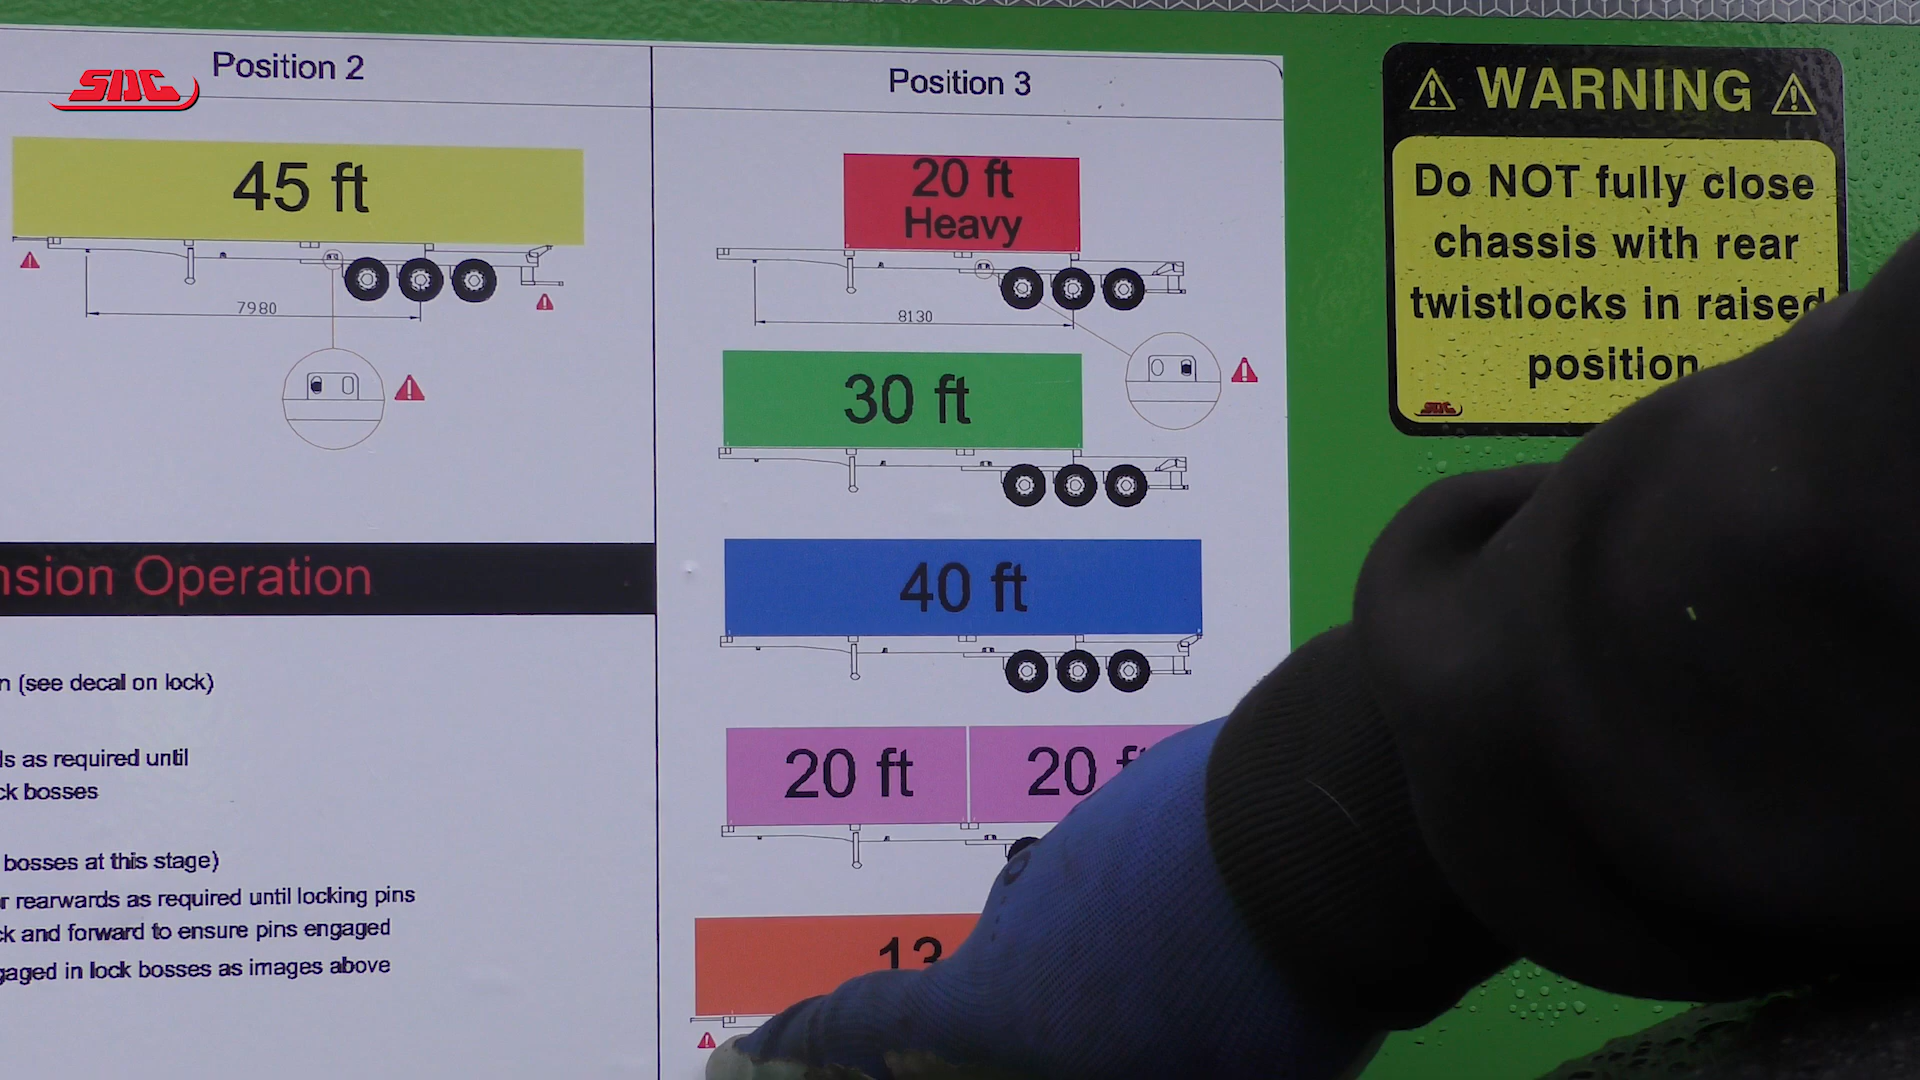 SDC
Position 2
45 ft
7980
nsion Operation
n (see decal on lock)
ls as required until
ck bosses
bosses at this stage)
r rearwards as required until locking pins
ck and forward to ensure pins engaged
gaged in lock bosses as images above
Position 3
20 ft
Heavy
8130
30 ft
40 ft
20 ft
20 ft
WARNING
Do NOT fully close
chassis with rear
twistlocks in raised
position
SDC